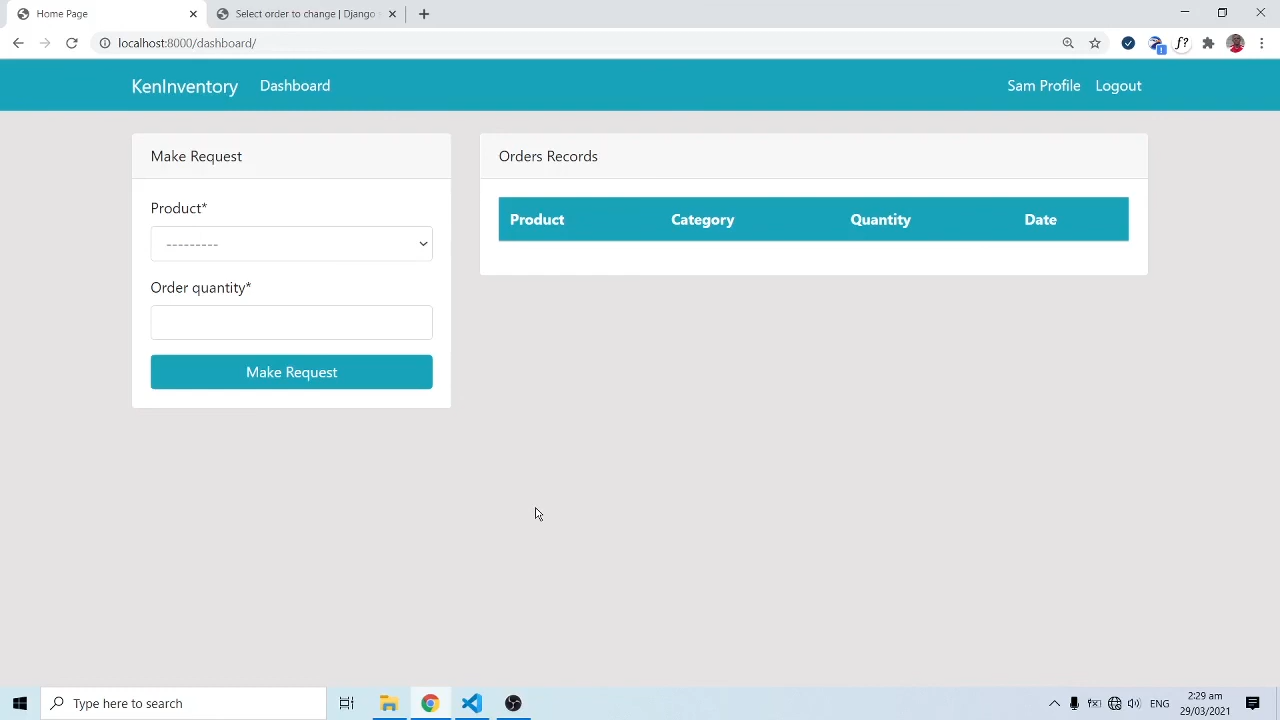 Home Page
Select order to change | Django
localhost:8000/dashboard/
KenInventory
Dashboard
Sam Profile
Logout
Make Request
Product*
---------
Order quantity*
Make Request
Orders Records
Product Category Quantity Date
Type here to search
ENG
2:29 am
29/03/2021